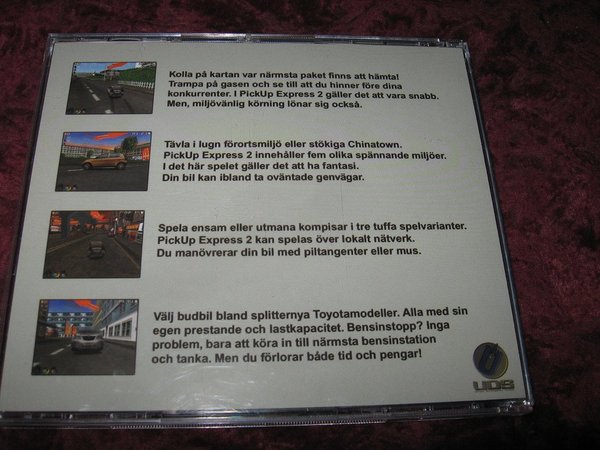 Kolla på kartan var närmsta paket finns att hämta!
Trampa på gasen och se till att du hinner före dina
konkurrenter. I PickUp Express 2 gäller det att vara snabb.
Men, miljövänlig körning lönar sig också.
Tävla i lugn förortsmiljö eller stökiga Chinatown.
PickUp Express 2 innehåller fem olika spännande miljöer.
I det här spelet gäller det att ha fantasi.
Din bil kan ibland ta oväntade genvägar.
Spela ensam eller utmana kompisar i tre tuffa spelvarianter.
PickUp Express 2 kan spelas över lokalt nätverk.
Du manövrerar din bil med piltangenter eller mus.
Välj budbil bland splitternya Toyotamodeller. Alla med sin
egen prestande och lastkapacitet. Bensinstopp? Inga
problem, bara att köra in till närmsta bensinstation
och tanka. Men du förlorar både tid och pengar!
UDS